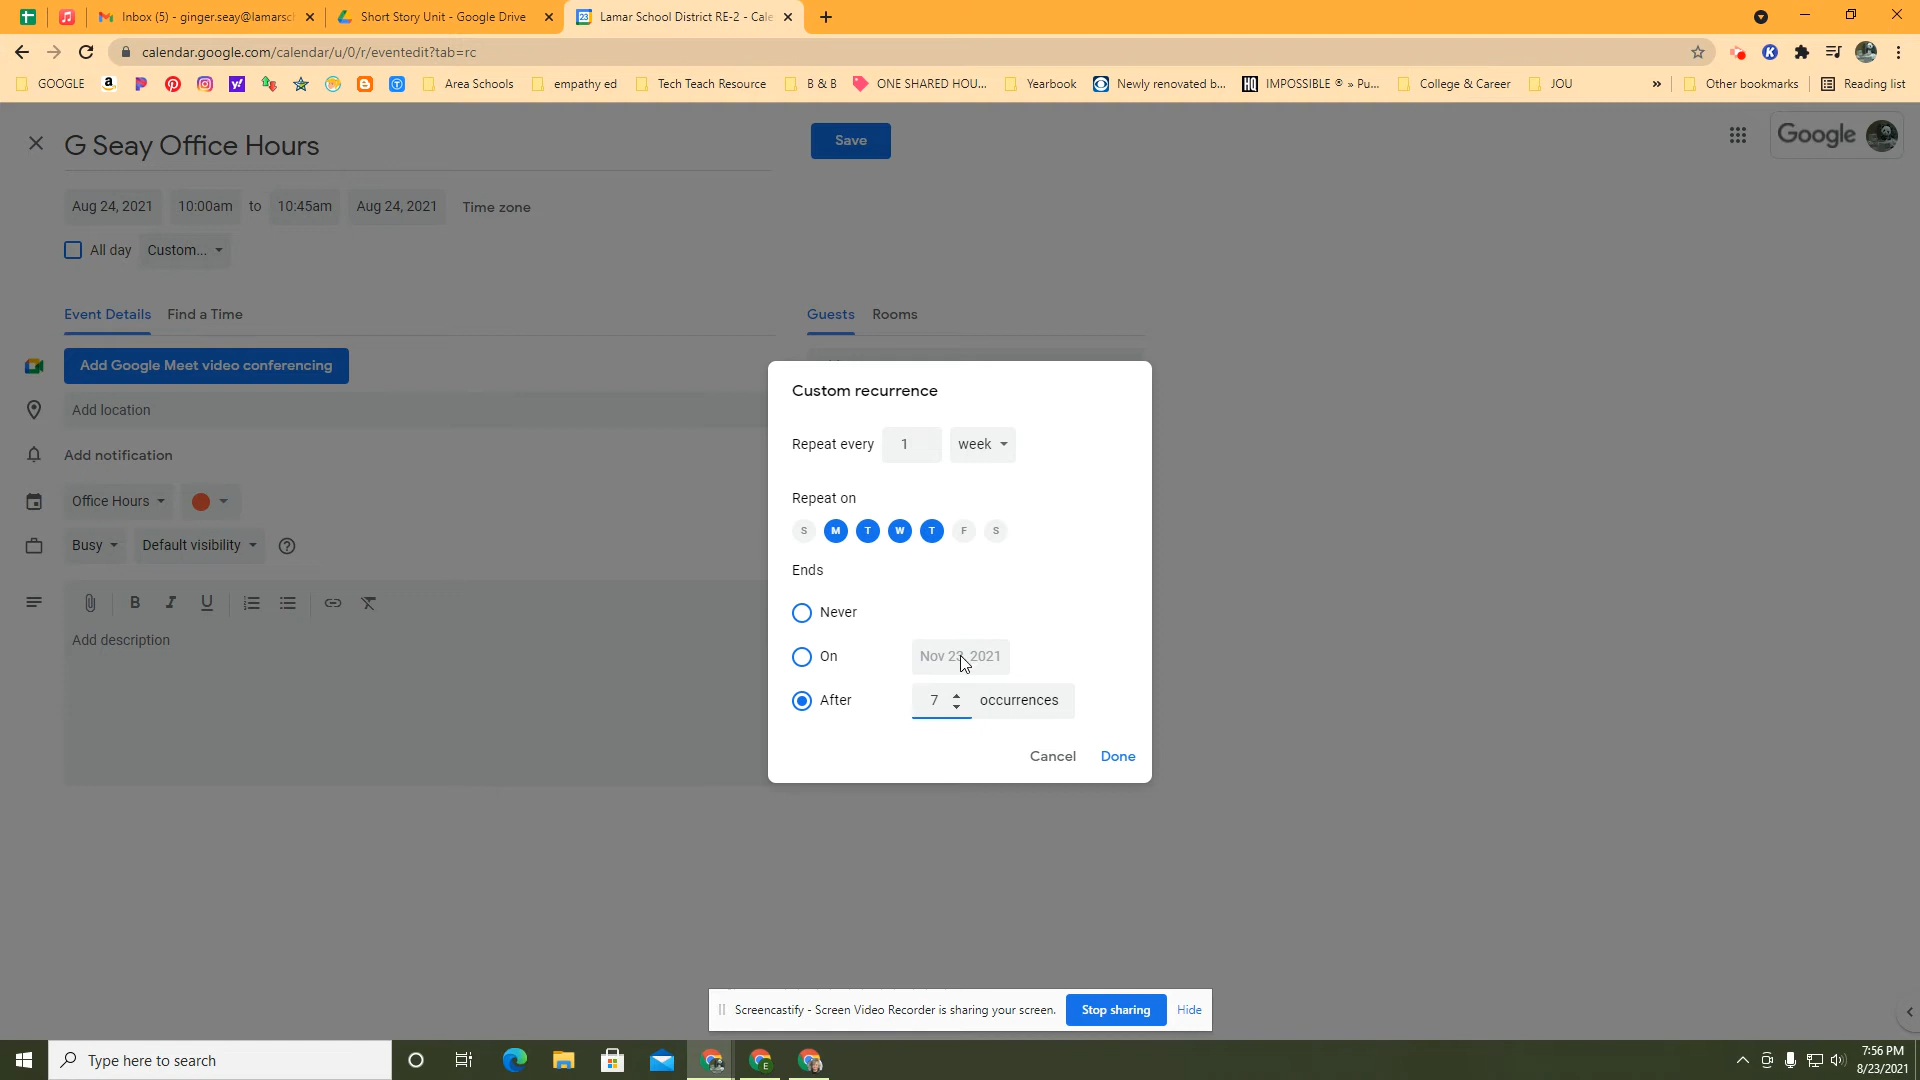 Inbox (5) - ginger.seay@lamarsch
Short Story Unit - Google Drive
Lamar School District RE-2 - Cale
calendar.google.com/calendar/u/0/r/eventedit?tab=rc
GOOGLE
Area Schools
empathy ed
Tech Teach Resource
B & B
ONE SHARED HOU...
Yearbook
Newly renovated b...
HQ
IMPOSSIBLE ® » Pu...
College & Career
JOU
»
Other bookmarks
Reading list
G Seay Office Hours
Save
Google
Aug 24, 2021
10:00am
to
10:45am
Aug 24, 2021
Time zone
All day
Custom...
Event Details
Find a Time
Guests
Rooms
Add Google Meet video conferencing
Add location
Add notification
Office Hours
Busy
Default visibility
B I U
Add description
Custom recurrence
Repeat every 1 week
Repeat on
S M T W T F S
Ends
Never
On
Nov 23, 2021
After
7
occurrences
Cancel
Done
Screencastify - Screen Video Recorder is sharing your screen.
Stop sharing
Hide
Type here to search
7:56 PM
8/23/2021